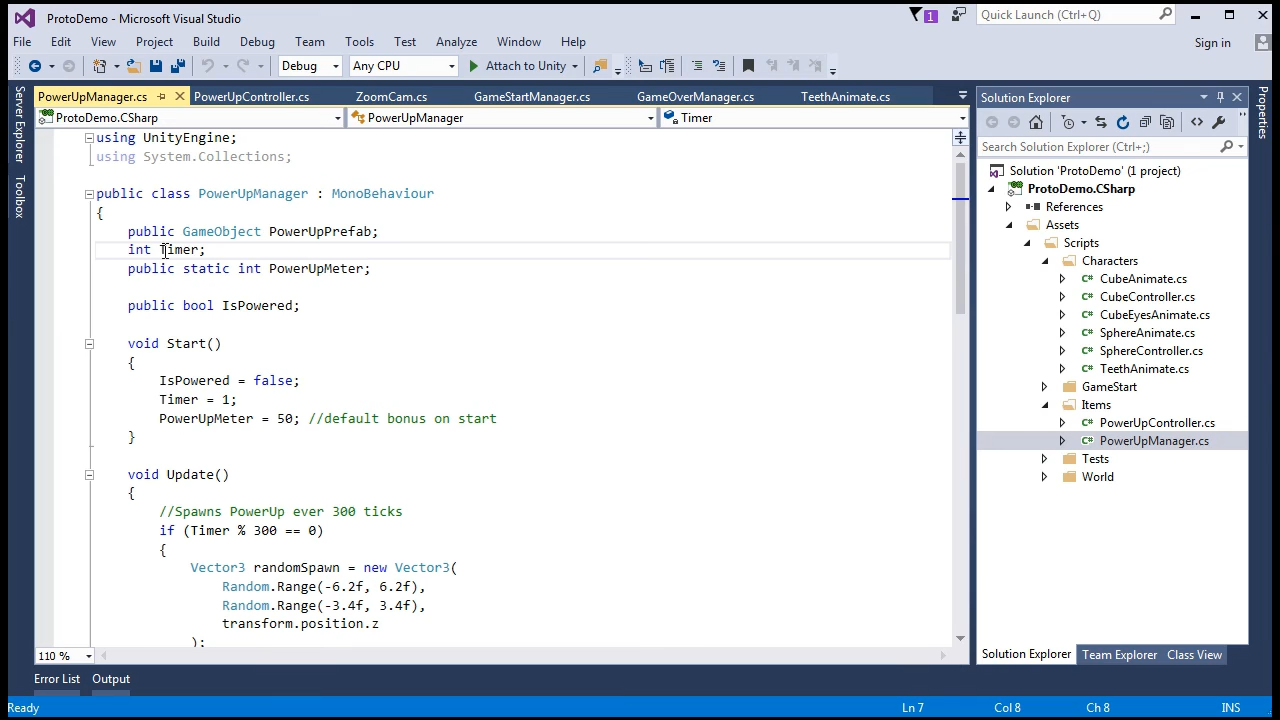 ProtoDemo - Microsoft Visual Studio
1
Quick Launch (Ctrl+Q)
File Edit View Project Build Debug Team Tools Test Analyze Window Help
Sign in
Debug
Any CPU
Attach to Unity
Server Explorer
Toolbox
PowerUpManager.cs
PowerUpController.cs
ZoomCam.cs
GameStartManager.cs
GameOverManager.cs
TeethAnimate.cs
ProtoDemo.CSharp
PowerUpManager
Timer
using UnityEngine;
using System.Collections;
public class PowerUpManager : MonoBehaviour
{
public GameObject PowerUpPrefab;
int Timer;
public static int PowerUpMeter;
public bool IsPowered;
void Start()
{
IsPowered = false;
Timer = 1;
PowerUpMeter = 50; //default bonus on start
}
void Update()
{
//Spawns PowerUp ever 300 ticks
if (Timer % 300 == 0)
{
Vector3 randomSpawn = new Vector3(
Random.Range(-6.2f, 6.2f),
Random.Range(-3.4f, 3.4f),
transform.position.z
);
110 %
Solution Explorer
Search Solution Explorer (Ctrl+;)
Solution 'ProtoDemo' (1 project)
ProtoDemo.CSharp
References
Assets
Scripts
Characters
C# CubeAnimate.cs
C# CubeController.cs
C# CubeEyesAnimate.cs
C# SphereAnimate.cs
C# SphereController.cs
C# TeethAnimate.cs
GameStart
Items
C# PowerUpController.cs
C# PowerUpManager.cs
Tests
World
Solution Explorer Team Explorer Class View
Properties
Error List Output
Ready
Ln 7 Col 8 Ch 8 INS